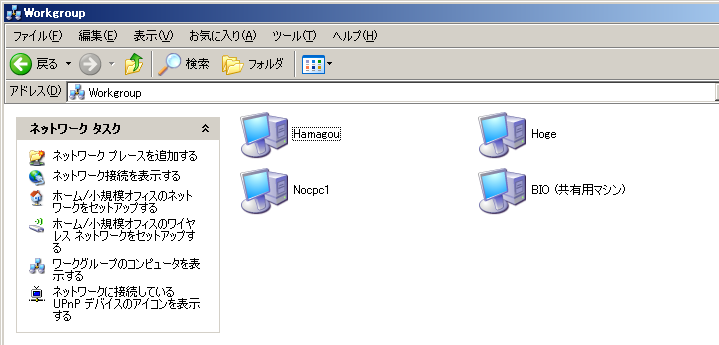 Workgroup
ファイル(F) 編集(E) 表示(V) お気に入り(A) ツール(T) ヘルプ(H)
戻る 検索 フォルダ
アドレス(D) Workgroup
ネットワーク タスク
ネットワーク プレースを追加する
ネットワーク接続を表示する
ホーム/小規模オフィスのネット
ワークをセットアップする
ホーム/小規模オフィスのワイヤ
レス ネットワークをセットアップす
る
ワークグループのコンピュータを表
示する
ネットワークに接続している
UPnP デバイスのアイコンを表示
する
Hamagou
Hoge
Nocpc1
BIO (共有用マシン)